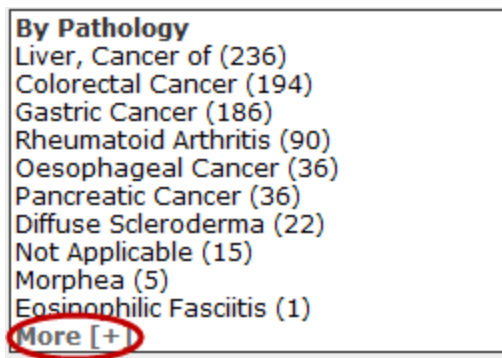 By Pathology
Liver, Cancer of (236)
Colorectal Cancer (194)
Gastric Cancer (186)
Rheumatoid Arthritis (90)
Oesophageal Cancer (36)
Pancreatic Cancer (36)
Diffuse Scleroderma (22)
Not Applicable (15)
Morphea (5)
Eosinophilic Fasciitis (1)
More [+]